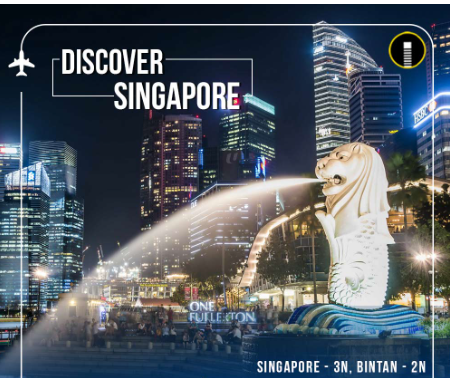 DISCOVER
SINGAPORE
ONE
FULLERTON
SINGAPORE - 3N, BINTAN - 2N